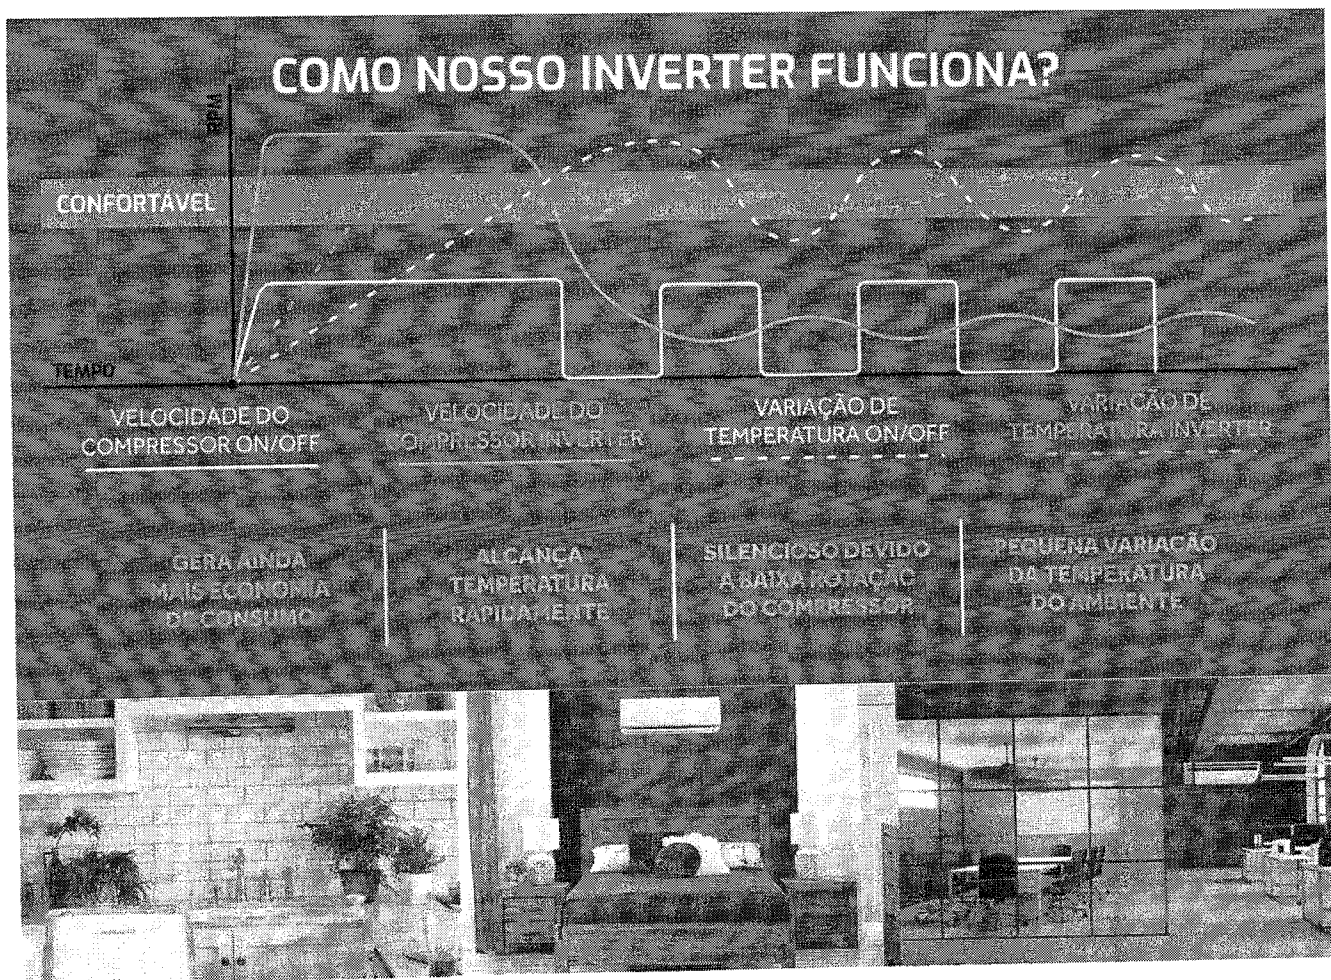 COMO NOSSO INVERTER FUNCIONA?
RPM
CONFORTÁVEL
TEMPO
VELOCIDADE DO
COMPRESSOR ON/OFF
VELOCIDADE DO
COMPRESSOR INVERTER
VARIAÇÃO DE
TEMPERATURA ON/OFF
VARIAÇÃO DE
TEMPERATURA INVERTER
GERA AINDA
MAIS ECONOMIA
DE CONSUMO
ALCANÇA
TEMPERATURA
RAPIDAMENTE
SILENCIOSO DEVIDO
A BAIXA ROTAÇÃO
DO COMPRESSOR
PEQUENA VARIAÇÃO
DA TEMPERATURA
DO AMBIENTE